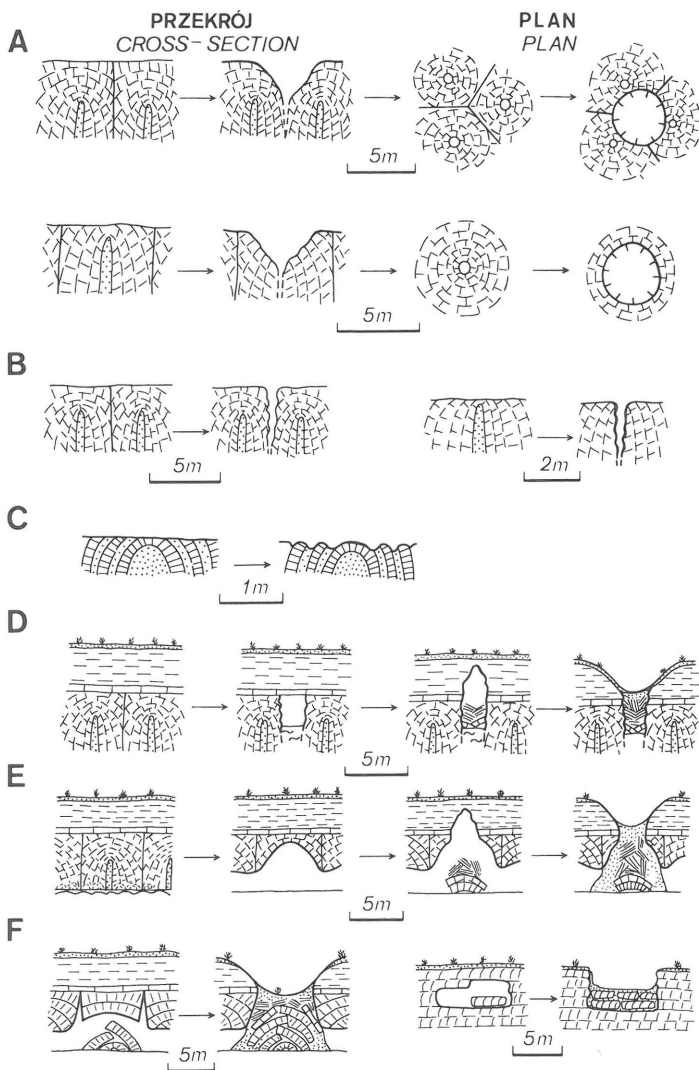 PRZEKRÓJ PLAN
CROSS-SECTION PLAN
A
5m
5m
B
5m
2m
C
1m
D
5m
E
5m
F
5m
5m